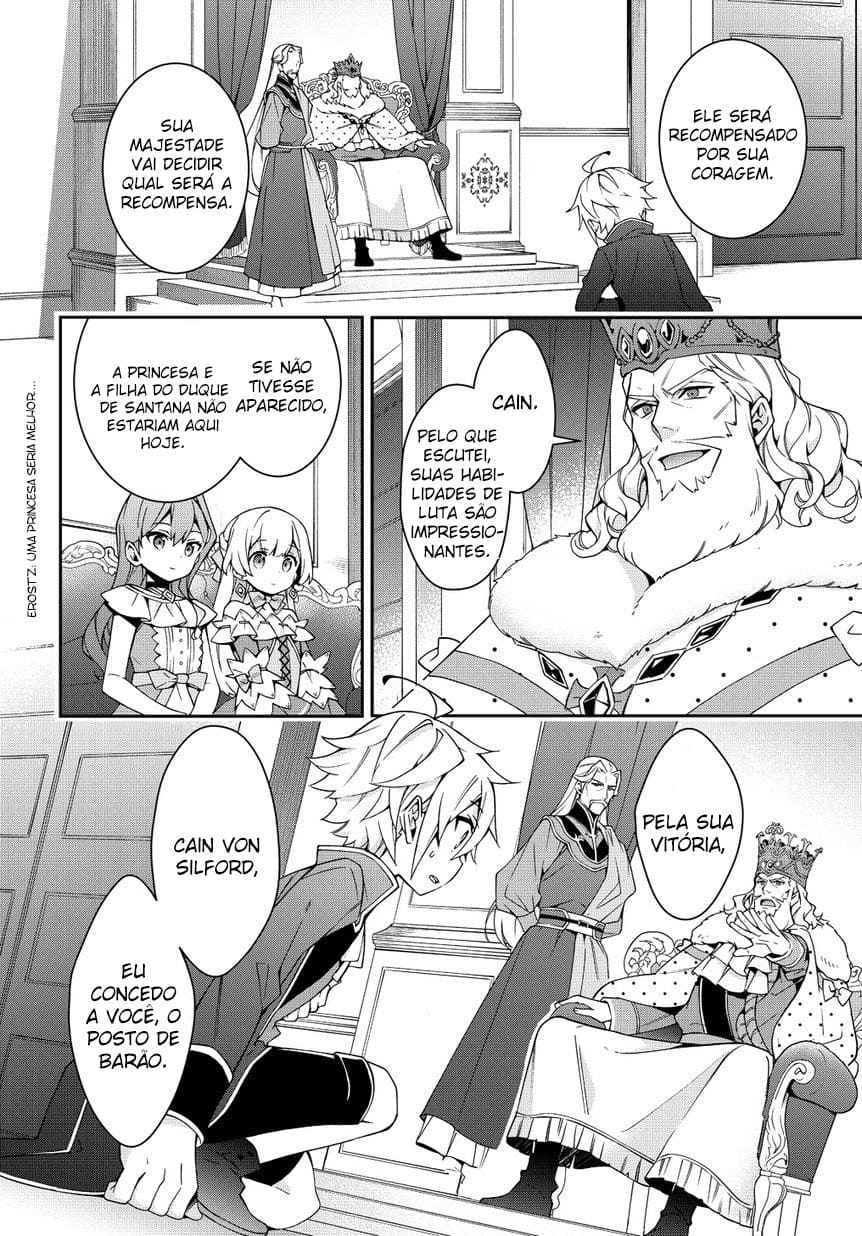 ELE SERÁ
RECOMPENSADO
POR SUA
CORAGEM.
SUA
MAJESTADE
VAI DECIDIR
QUAL SERÁ A
RECOMPENSA.
CAIN.
PELO QUE
ESCUTEI,
SUAS HABI-
LIDADES DE
LUTA SÃO
IMPRESSIO-
NANTES.
SE NÃO
TIVESSE
APARECIDO,
A PRINCESA E
A FILHA DO DUQUE
DE SANTANA NÃO
ESTARIAM AQUI
HOJE.
EROSTZ: UMA PRINCESA SERIA MELHOR....
PELA SUA
VITÓRIA,
CAIN VON
SILFORD,
EU
CONCEDO
A VOCÊ, O
POSTO DE
BARÃO.